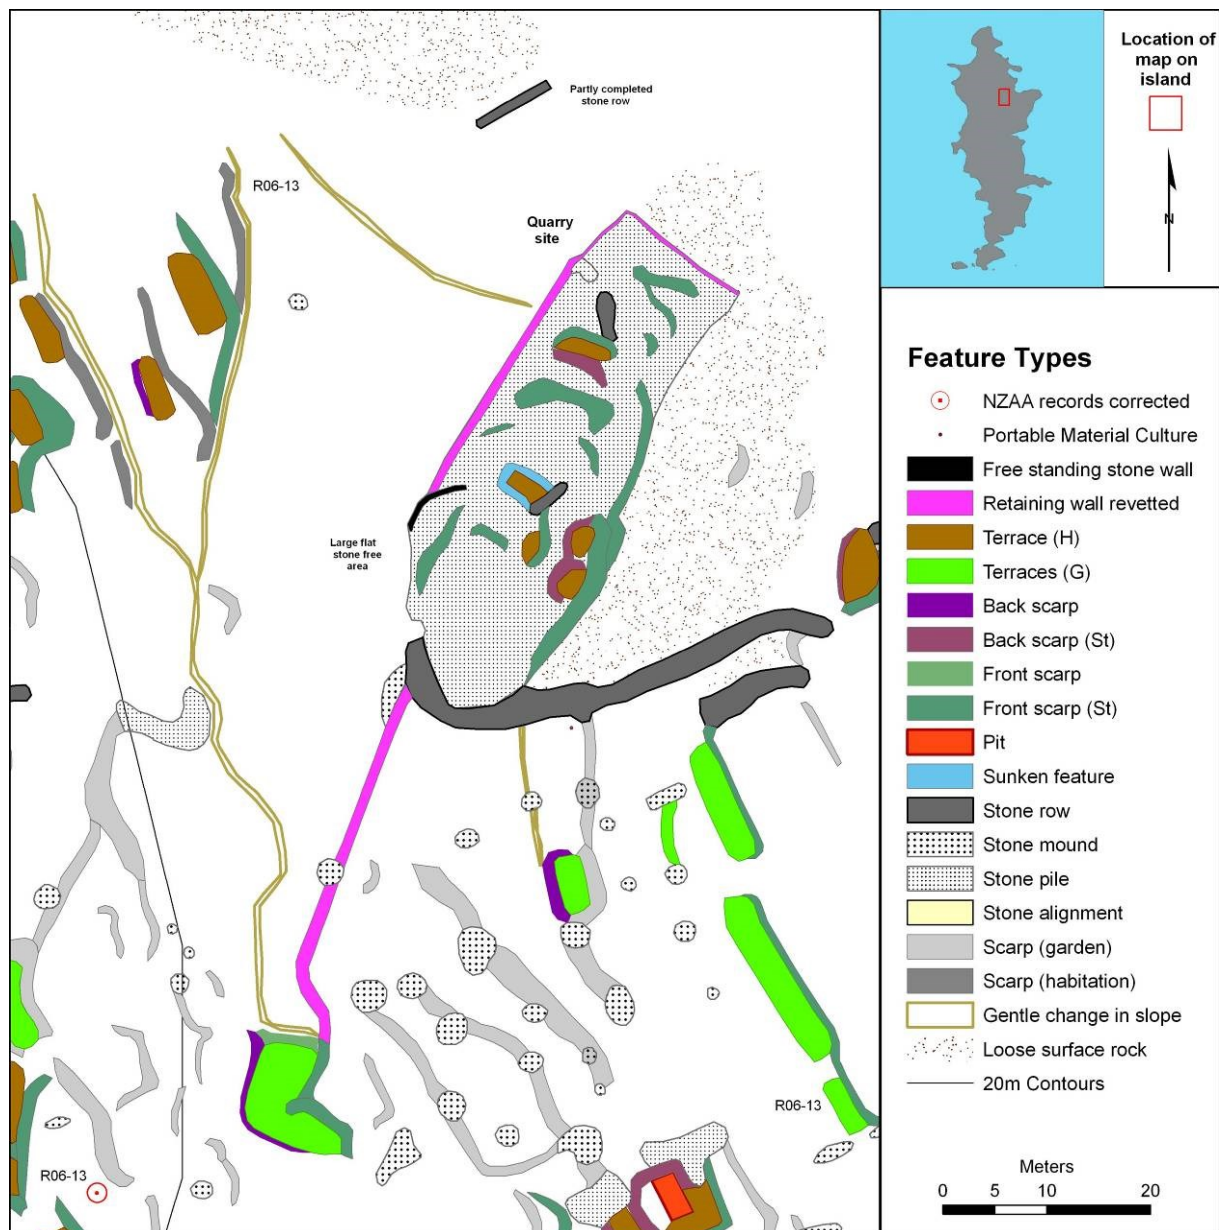 Partly completed
stone row
R06-13
Quarry
site
Large flat
stone free
area
R06-13
R06-13
Location of
map on
island
N
Feature Types
NZAA records corrected
Portable Material Culture
Free standing stone wall
Retaining wall revetted
Terrace (H)
Terraces (G)
Back scarp
Back scarp (St)
Front scarp
Front scarp (St)
Pit
Sunken feature
Stone row
Stone mound
Stone pile
Stone alignment
Scarp (garden)
Scarp (habitation)
Gentle change in slope
Loose surface rock
20m Contours
Meters
0 5 10 20